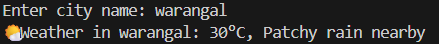 Enter city name: warangal
🌤Weather in warangal: 30°C, Patchy rain nearby